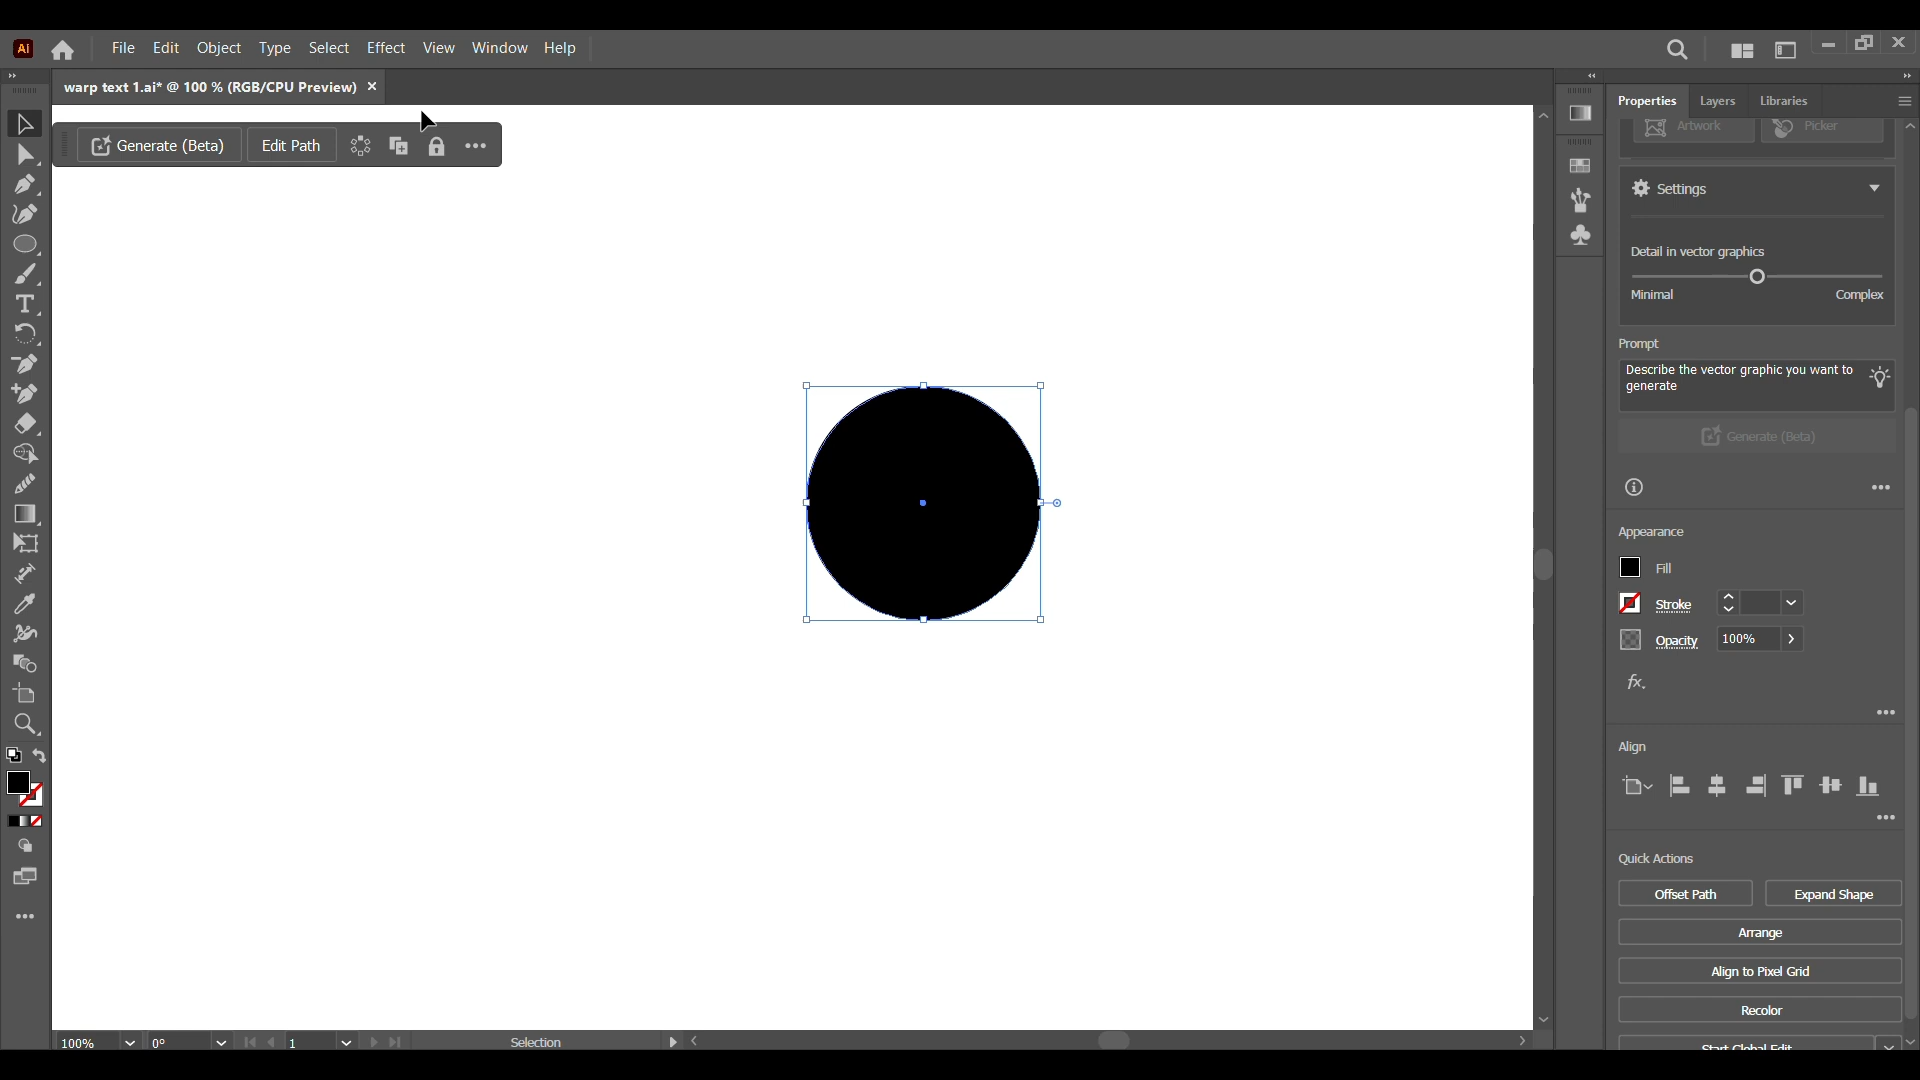 Ai File Edit Object Type Select Effect View Window Help
warp text 1.ai* @ 100 % (RGB/CPU Preview) ×
Properties Layers Libraries
Generate (Beta) Edit Path
Artwork Picker
Settings
Detail in vector graphics
Minimal Complex
Prompt
Describe the vector graphic you want to
generate
Generate (Beta)
Appearance
Fill
Stroke
Opacity 100%
fx.
Align
Quick Actions
Offset Path Expand Shape
Arrange
Align to Pixel Grid
Recolor
Start Global Edit
100% 0° 1 Selection